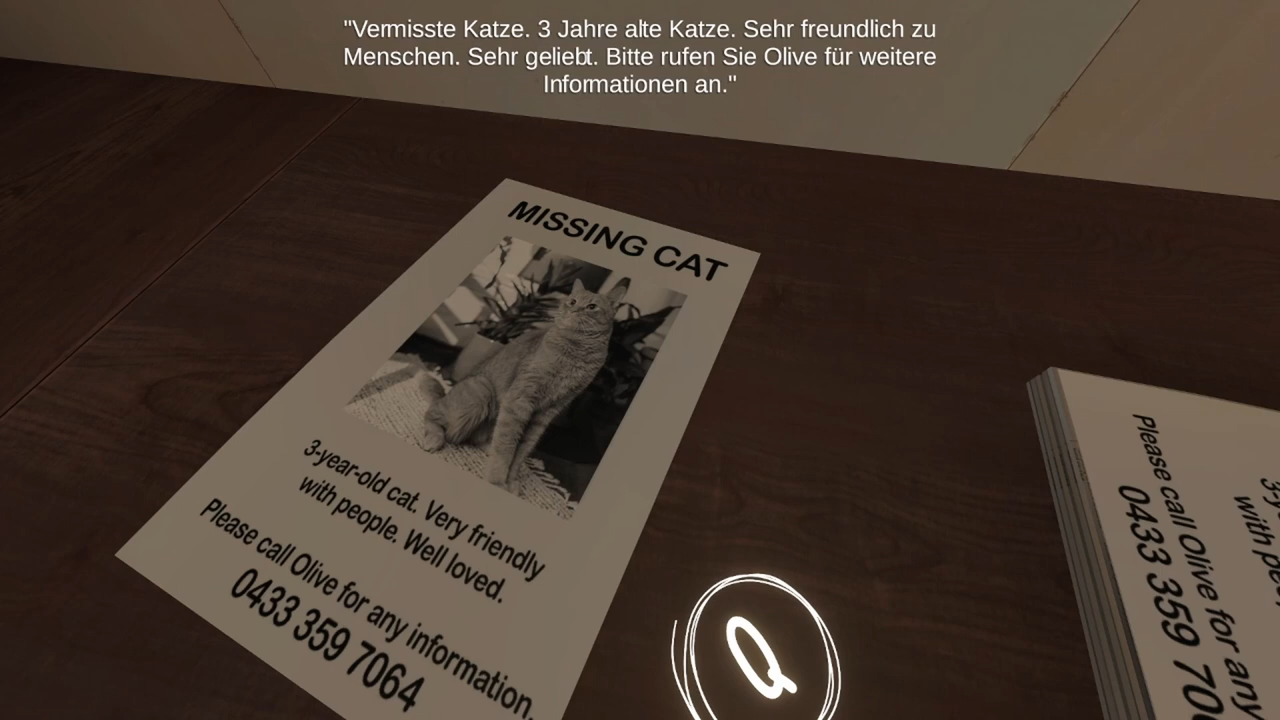 "Vermisste Katze. 3 Jahre alte Katze. Sehr freundlich zu
Menschen. Sehr geliebt. Bitte rufen Sie Olive für weitere
Informationen an."
MISSING CAT
3-year-old cat. Very friendly
with people. Well loved.
Please call Olive for any information.
0433 359 7064
Q
Please call Olive for any
0433 359
with